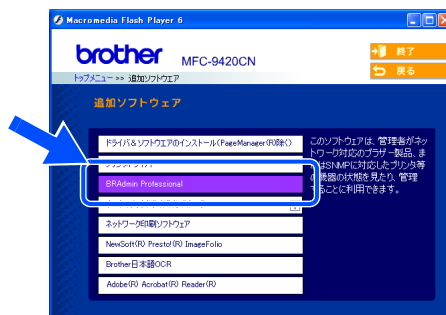 Macromedia Flash Player 6
brother MFC-9420CN
終了
戻る
トップメニュー >> 追加ソフトウェア
追加ソフトウェア
ドライバ&ソフトウエアのインストール(PageManager(R)除く)
BRAdmin Professional
ネットワーク印刷ソフトウェア
NewSoft(R) Presto!(R) ImageFolio
Brother日本語OCR
Adobe(R) Acrobat(R) Reader(R)
このソフトウェアは、管理者がネッ
トワーク対応のブラザー製品、ま
はSNMPに対応したプリンタ等
の機器の状態を見たり、管理
することに利用できます。